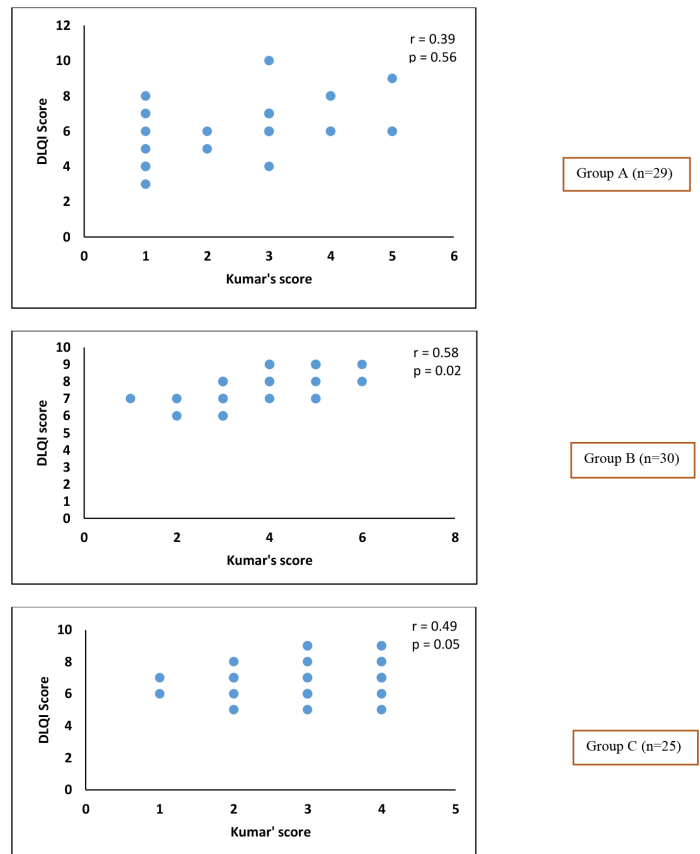 12
10
8
6
4
2
0
DLQI Score
r = 0.39
p = 0.56
0 1 2 3 4 5 6
Kumar's score
Group A (n=29)
10
9
8
7
6
5
4
3
2
1
0
DLQI score
r = 0.58
p = 0.02
0 2 4 6 8
Kumar's score
Group B (n=30)
10
8
6
4
2
0
DLQI Score
r = 0.49
p = 0.05
0 1 2 3 4 5
Kumar' score
Group C (n=25)